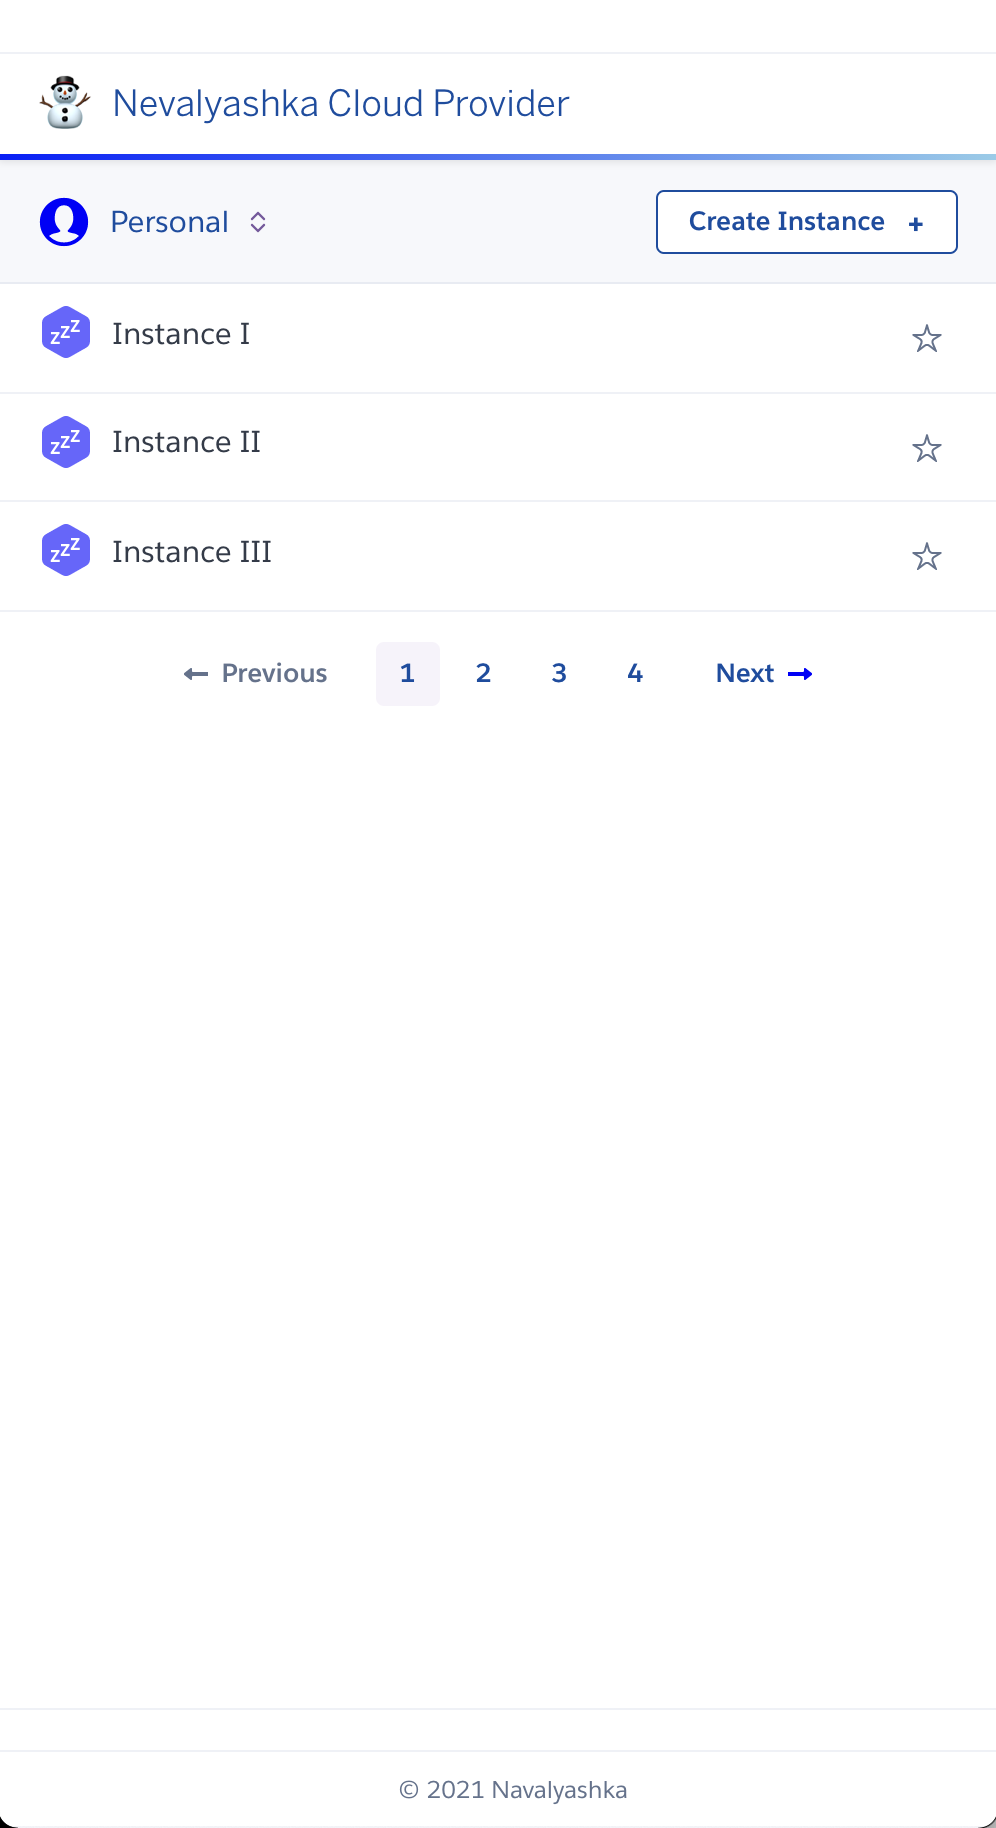 Nevalyashka Cloud Provider
Personal
Create Instance +
zzZ Instance I
zzZ Instance II
zzZ Instance III
← Previous 1 2 3 4 Next →
© 2021 Navalyashka